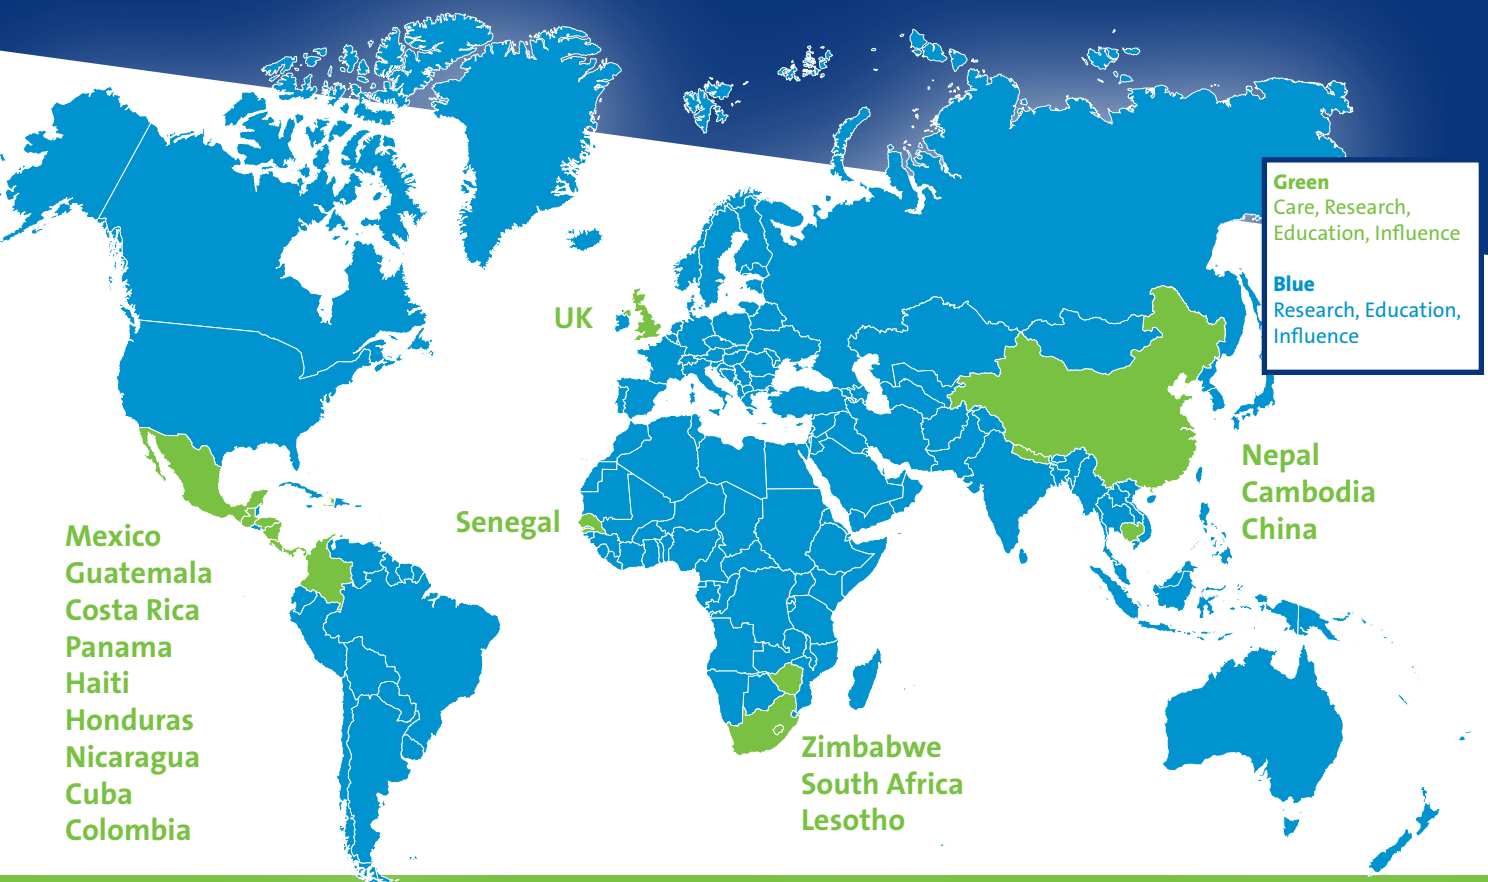 Green
Care, Research,
Education, Influence
Blue
Research, Education,
Influence
UK
Nepal
Cambodia
China
Senegal
Mexico
Guatemala
Costa Rica
Panama
Haiti
Honduras
Nicaragua
Cuba
Colombia
Zimbabwe
South Africa
Lesotho